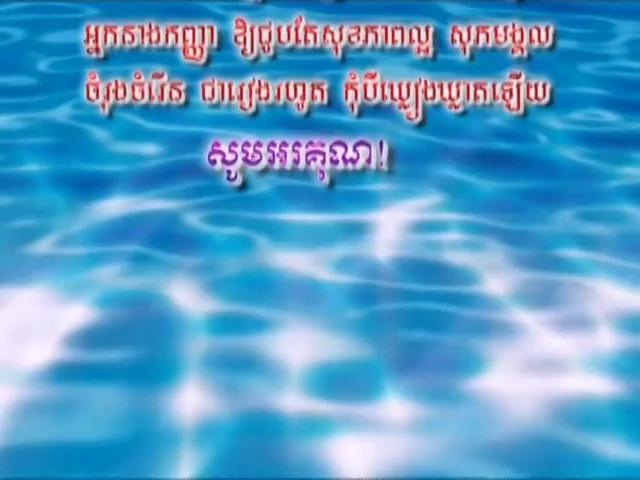 អ្នកនាងកញ្ញា ឱ្យជួបតែសុខភាពល្អ សុភមង្គល
ចំរុងចំរើន ជារៀងរហូត កុំបីឃ្លៀងឃ្លាតឡើយ
សូមអរគុណ!